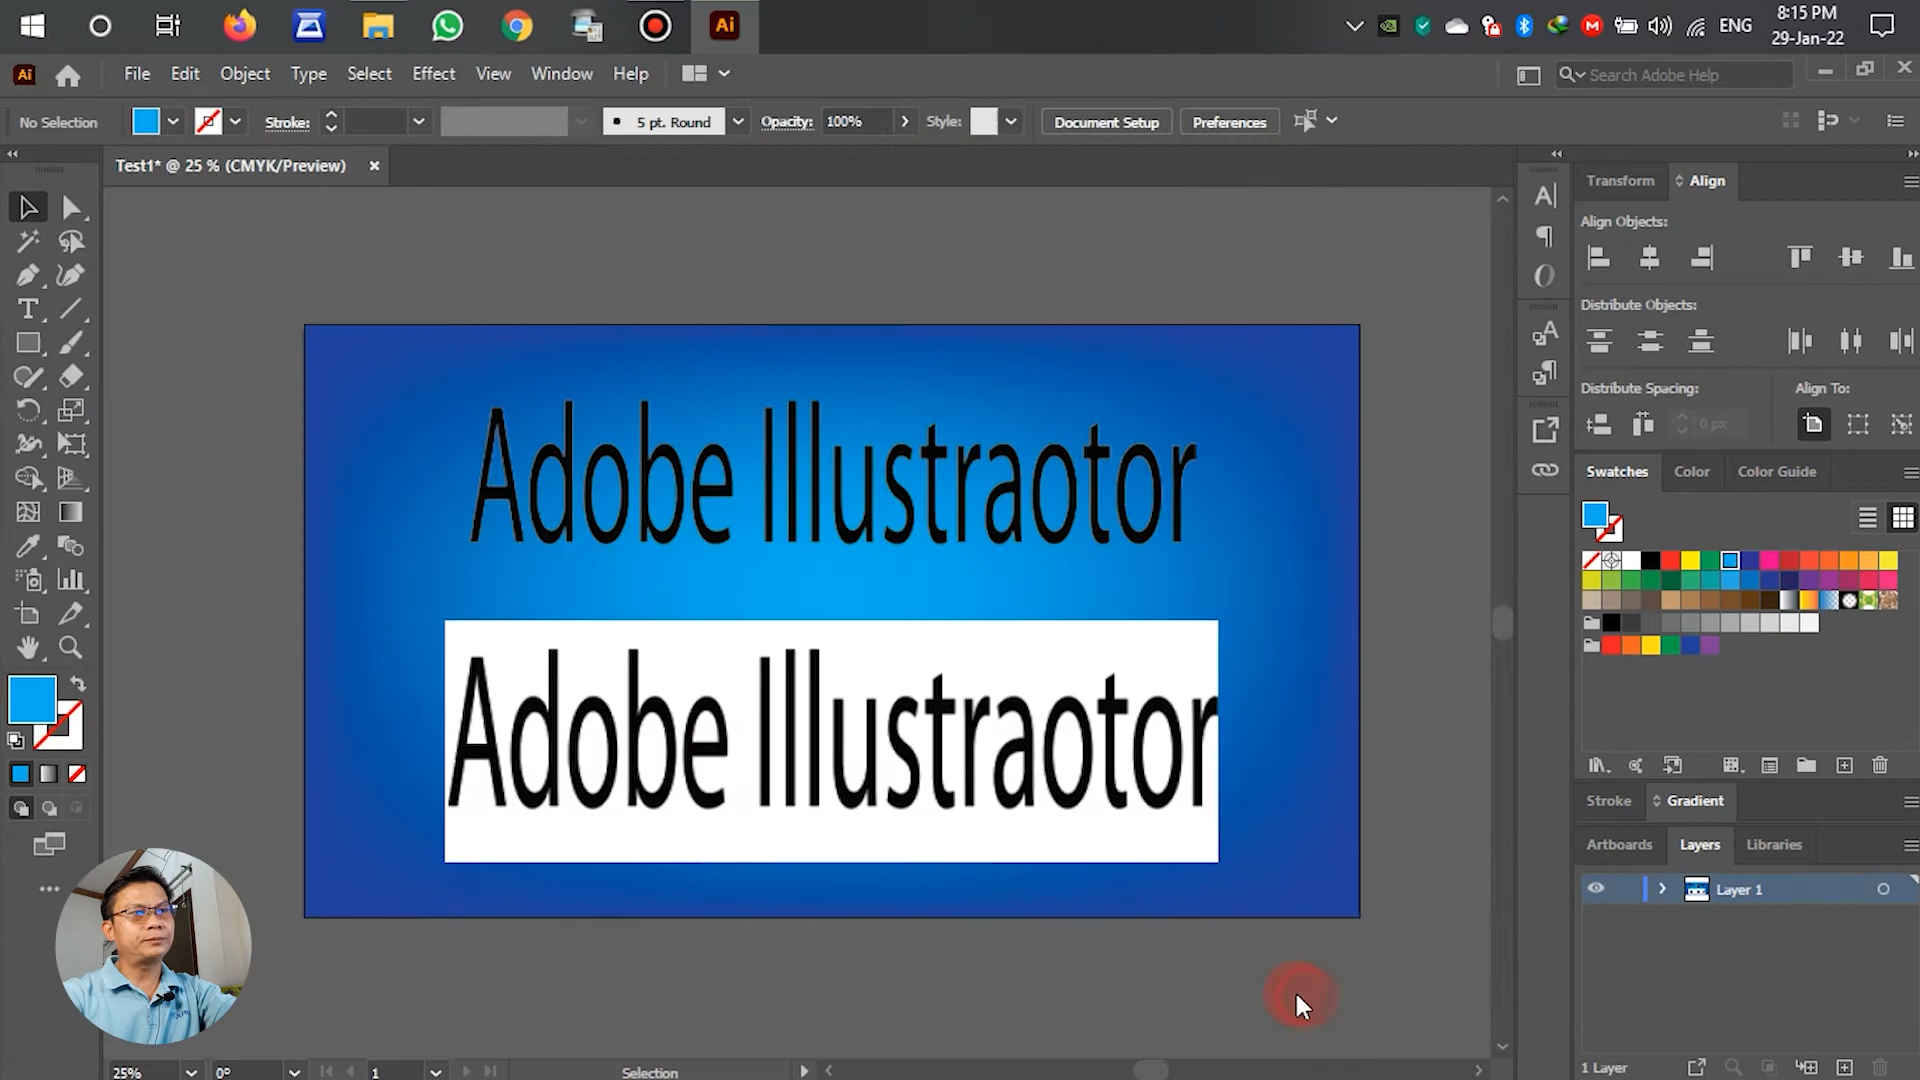 ENG
8:15 PM
29-Jan-22
Ai
File Edit Object Type Select Effect View Window Help
Search Adobe Help
No Selection
Stroke:
5 pt. Round
Opacity: 100%
Style:
Document Setup
Preferences
Test1* @ 25 % (CMYK/Preview)
Adobe Illustraotor
Adobe Illustraotor
Transform Align
Align Objects:
Distribute Objects:
Distribute Spacing: Align To:
0 px
Swatches Color Color Guide
Stroke Gradient
Artboards Layers Libraries
Layer 1
1 Layer
25% 0° 1 Selection